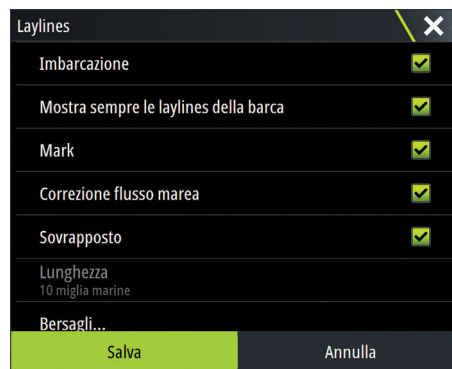 Laylines
Imbarcazione
Mostra sempre le laylines della barca
Mark
Correzione flusso marea
Sovrapposto
Lunghezza
10 miglia marine
Bersagli...
Salva
Annulla